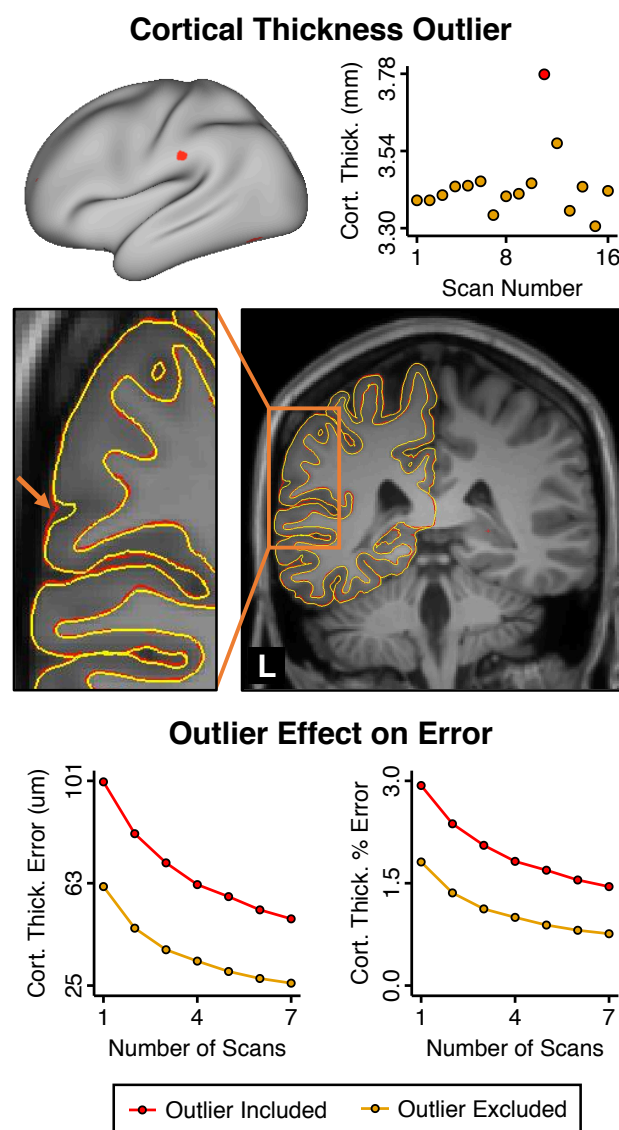 Cortical Thickness Outlier
Cort. Thick. (mm)
3.78
3.54
3.30
1
8
16
Scan Number
L
Outlier Effect on Error
Cort. Thick. Error (um)
101
63
25
1
4
7
Number of Scans
Cort. Thick. % Error
3.0
1.5
0.0
1
4
7
Number of Scans
Outlier Included
Outlier Excluded